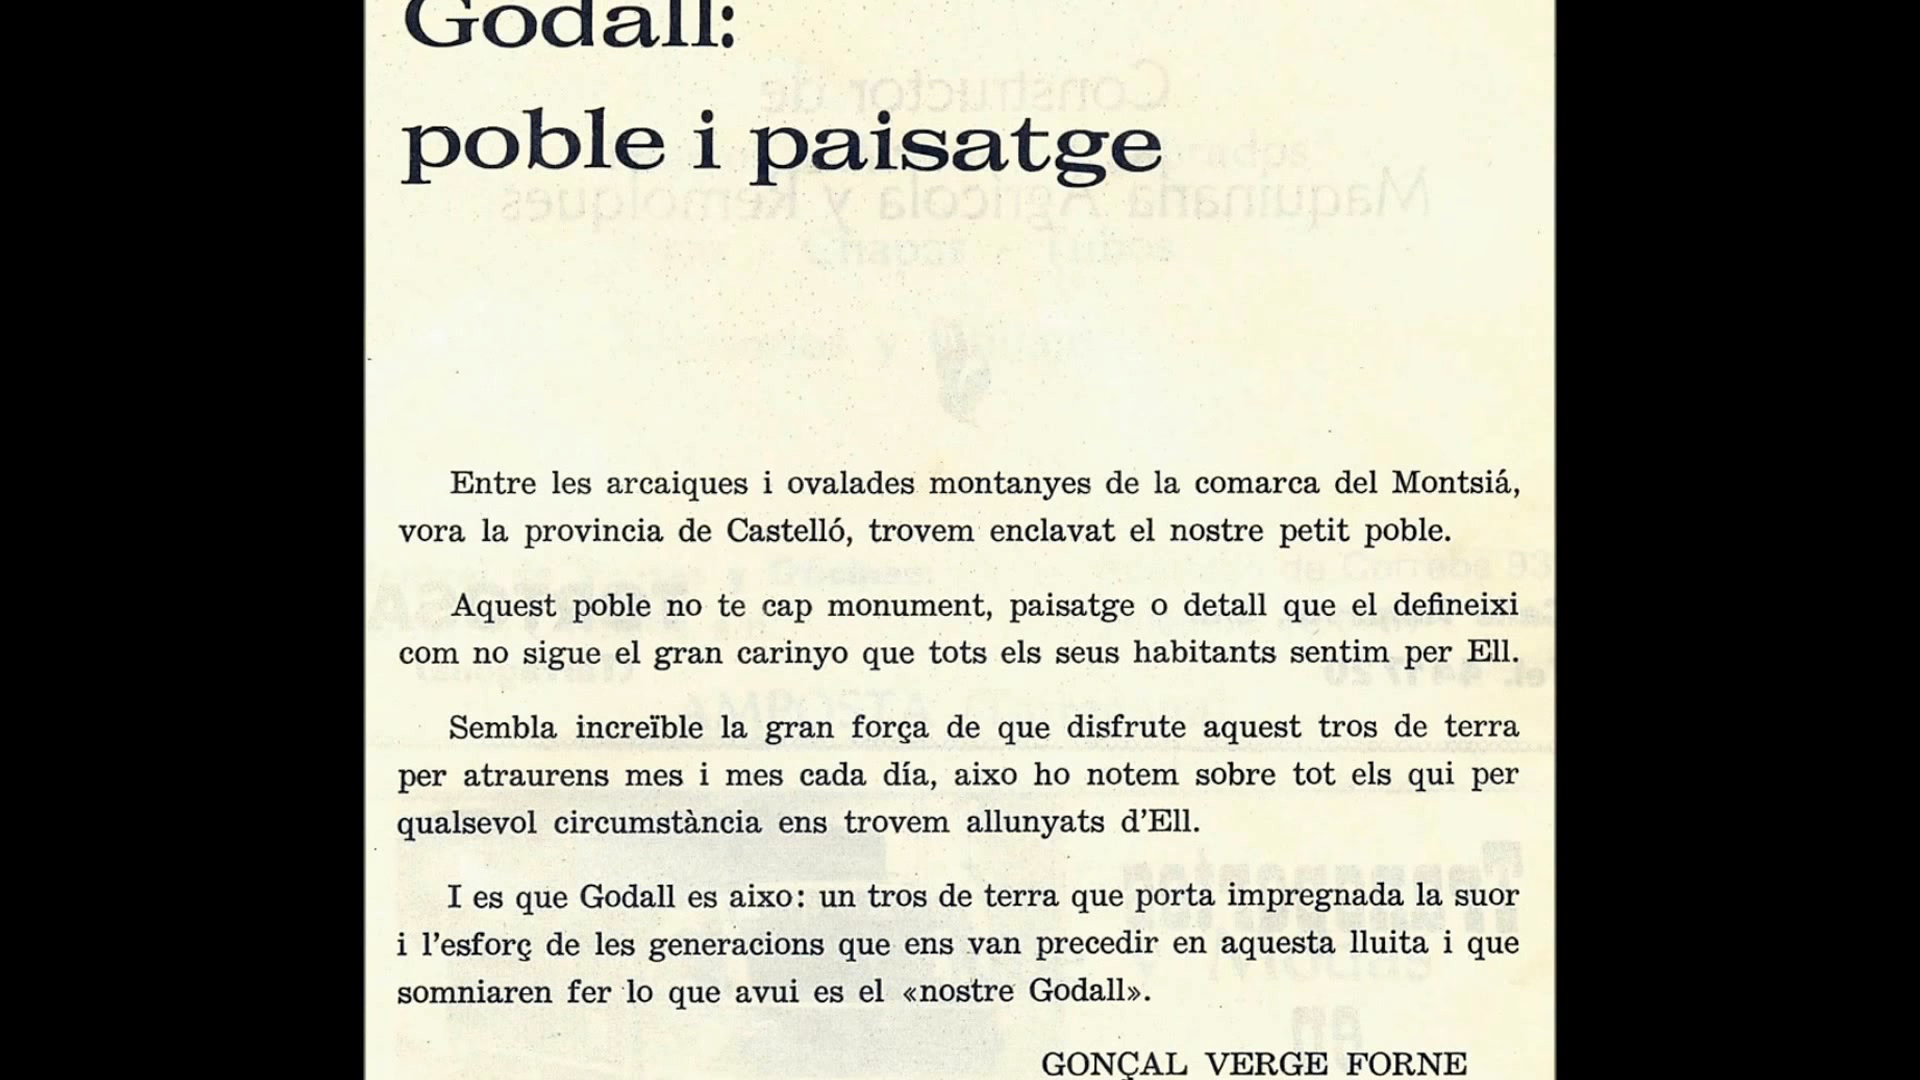 Godall:
poble i paisatge
Entre les arcaiques i ovalades montanyes de la comarca del Montsiá,
vora la provincia de Castelló, trovem enclavat el nostre petit poble.
Aquest poble no te cap monument, paisatge o detall que el defineixi
com no sigue el gran carinyo que tots els seus habitants sentim per Ell.
Sembla increïble la gran força de que disfrute aquest tros de terra
per atraurens mes i mes cada día, aixo ho notem sobre tot els qui per
qualsevol circumstància ens trovem allunyats d'Ell.
I es que Godall es aixo: un tros de terra que porta impregnada la suor
i l'esforç de les generacions que ens van precedir en aquesta lluita i que
somniaren fer lo que avui es el «nostre Godall».
GONÇAL VERGE FORNE